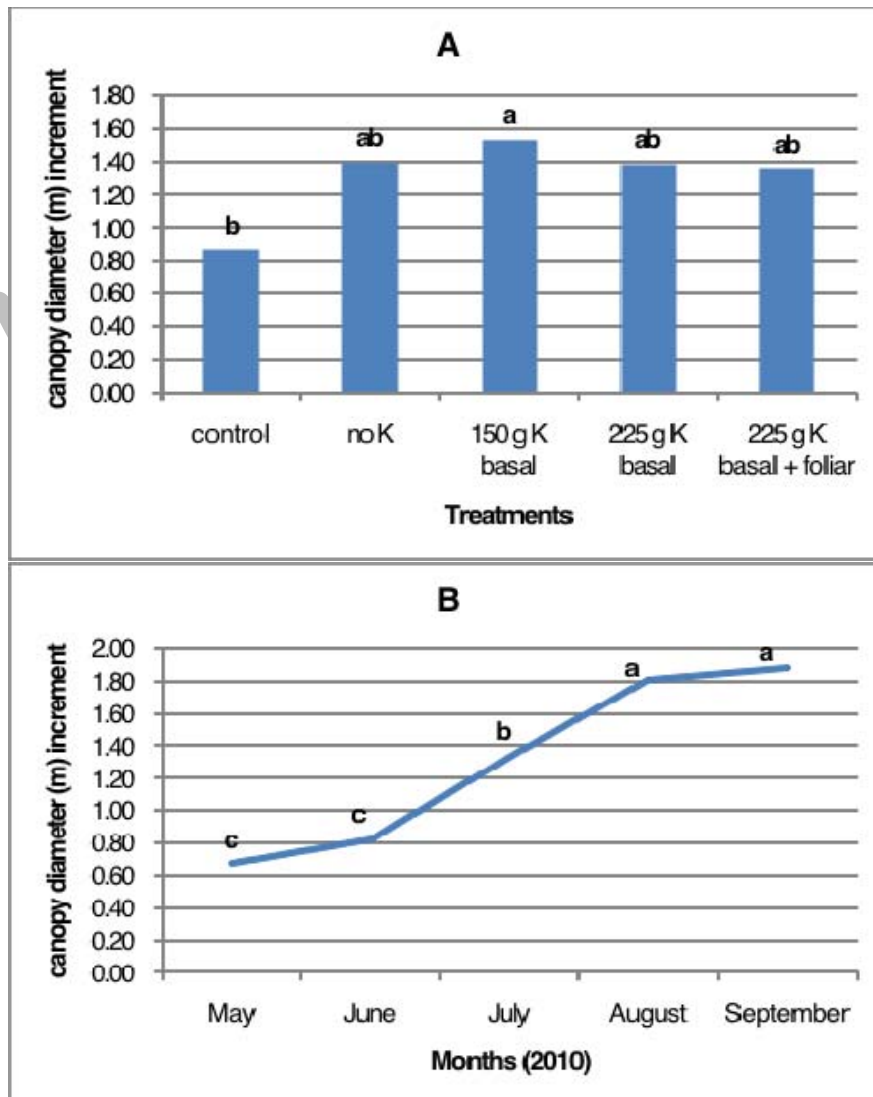 A
canopy diameter (m) increment
1.80
1.60
1.40
1.20
1.00
0.80
0.60
0.40
0.20
0.00
b
ab
a
ab
ab
control
no K
150 g K
basal
225 g K
basal
225 g K
basal + foliar
Treatments
B
canopy diameter (m) increment
2.00
1.80
1.60
1.40
1.20
1.00
0.80
0.60
0.40
0.20
0.00
c
c
b
a
a
May
June
July
August
September
Months (2010)